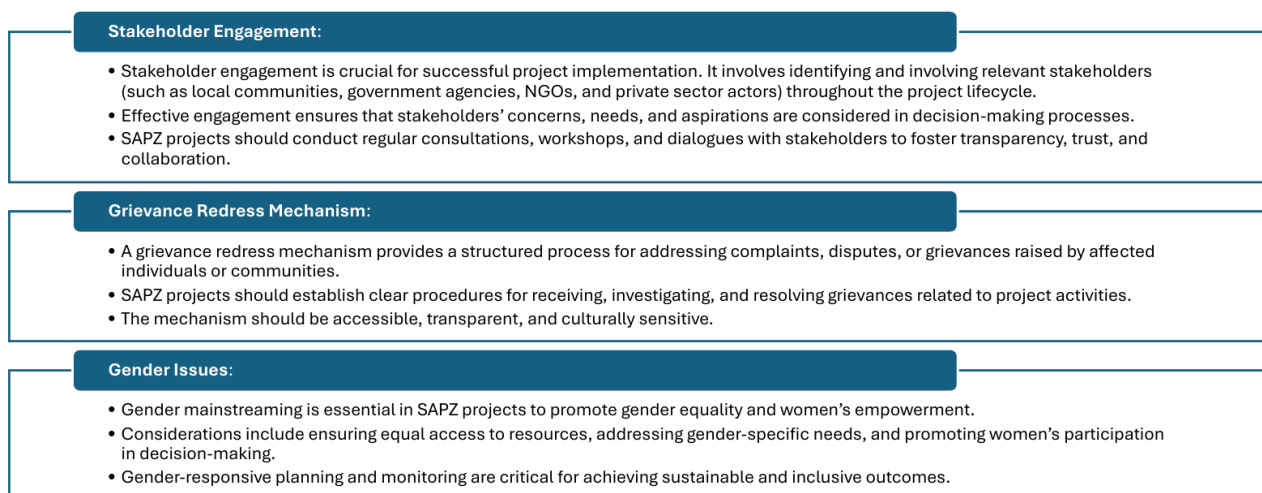 Stakeholder Engagement:
• Stakeholder engagement is crucial for successful project implementation. It involves identifying and involving relevant stakeholders
(such as local communities, government agencies, NGOs, and private sector actors) throughout the project lifecycle.
• Effective engagement ensures that stakeholders’ concerns, needs, and aspirations are considered in decision-making processes.
• SAPZ projects should conduct regular consultations, workshops, and dialogues with stakeholders to foster transparency, trust, and
collaboration.
Grievance Redress Mechanism:
• A grievance redress mechanism provides a structured process for addressing complaints, disputes, or grievances raised by affected
individuals or communities.
• SAPZ projects should establish clear procedures for receiving, investigating, and resolving grievances related to project activities.
• The mechanism should be accessible, transparent, and culturally sensitive.
Gender Issues:
• Gender mainstreaming is essential in SAPZ projects to promote gender equality and women’s empowerment.
• Considerations include ensuring equal access to resources, addressing gender-specific needs, and promoting women’s participation
in decision-making.
• Gender-responsive planning and monitoring are critical for achieving sustainable and inclusive outcomes.